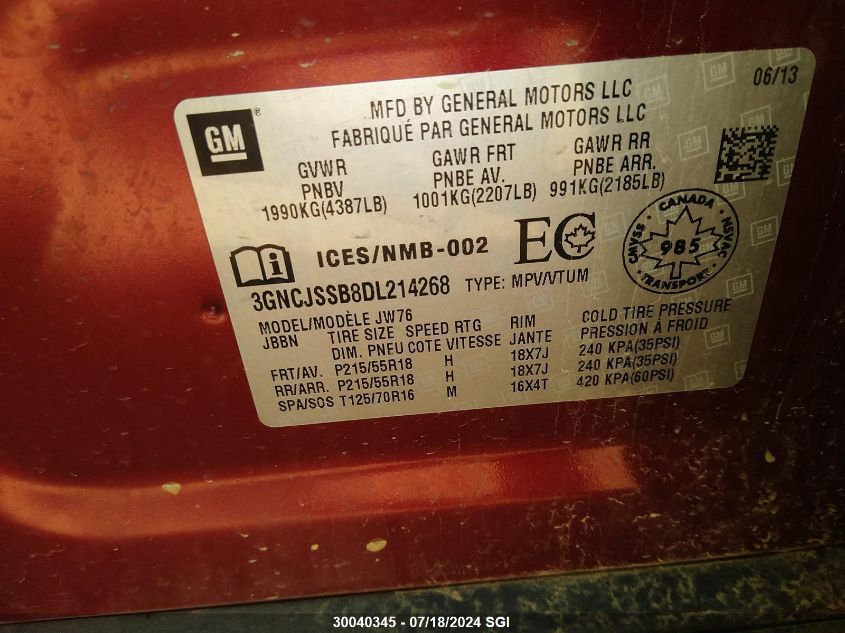 06/13
GM
MFD BY GENERAL MOTORS LLC
FABRIQUÉ PAR GENERAL MOTORS LLC
GVWR GAWR FRT GAWR RR
PNBV PNBE AV. PNBE ARR.
1990KG(4387LB) 1001KG(2207LB) 991KG(2185LB)
ICES/NMB-002 EC
CANADA
CMVSS 985 NSVAC
TRANSPORT
3GNCJSSB8DL214268 TYPE: MPV/VTUM
MODEL/MODÈLE JW76
JBBN TIRE SIZE SPEED RTG RIM COLD TIRE PRESSURE
DIM. PNEU COTE VITESSE JANTE PRESSION À FROID
FRT/AV. P215/55R18 H 18X7J 240 KPA(35PSI)
RR/ARR. P215/55R18 H 18X7J 240 KPA(35PSI)
SPA/SOS T125/70R16 M 16X4T 420 KPA(60PSI)
30040345 - 07/18/2024 SGI